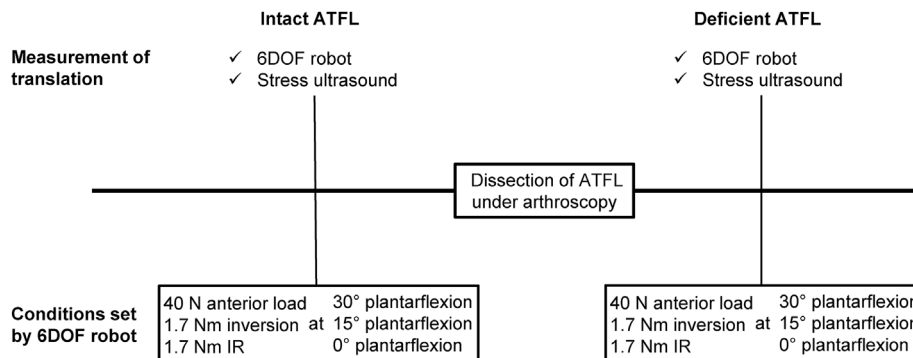 Intact ATFL
Deficient ATFL
Measurement of
translation
✓ 6DOF robot
✓ Stress ultrasound
✓ 6DOF robot
✓ Stress ultrasound
Dissection of ATFL
under arthroscopy
Conditions set
by 6DOF robot
40 N anterior load 30° plantarflexion
1.7 Nm inversion at 15° plantarflexion
1.7 Nm IR 0° plantarflexion
40 N anterior load 30° plantarflexion
1.7 Nm inversion at 15° plantarflexion
1.7 Nm IR 0° plantarflexion